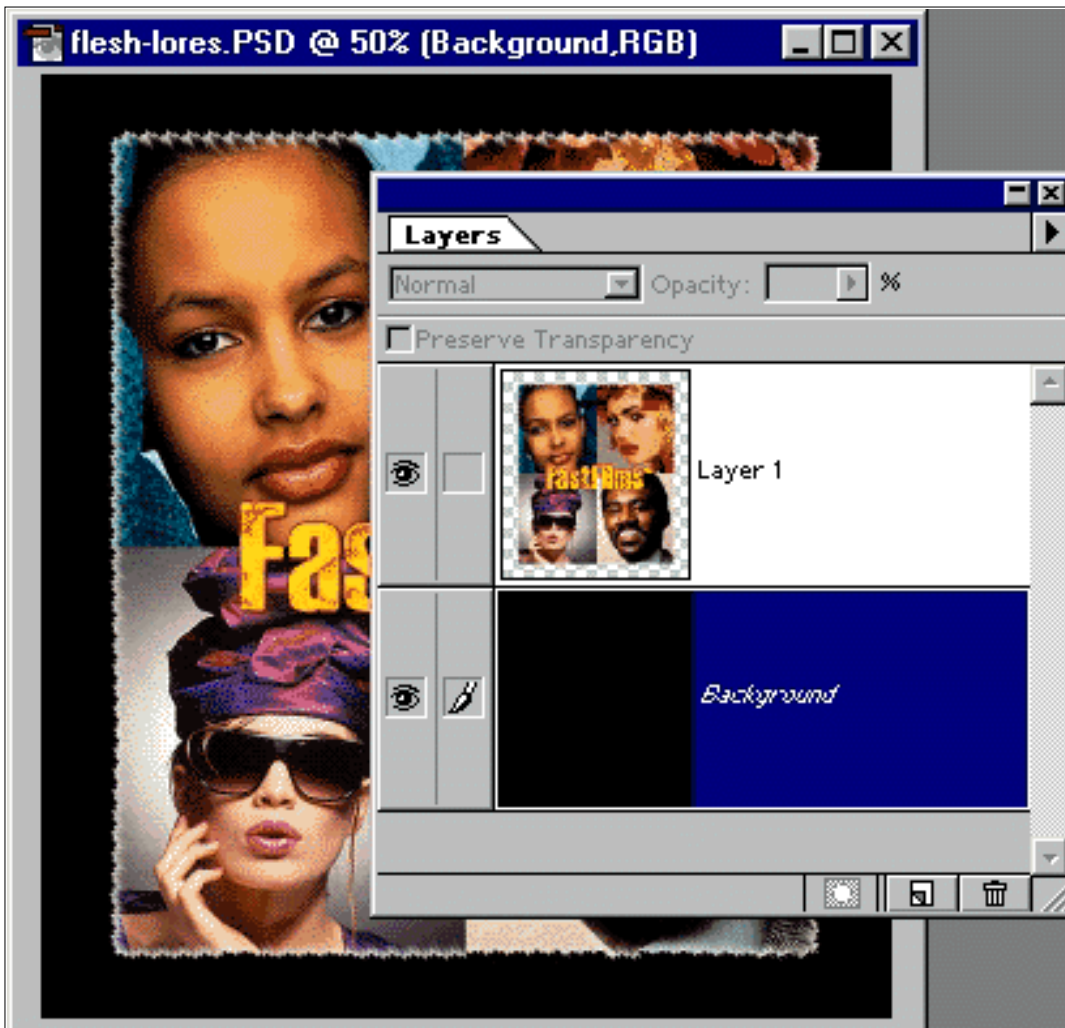 flesh-lores.PSD @ 50% (Background,RGB)
Layers
Normal Opacity: %
Preserve Transparency
Layer 1
Background
Fas